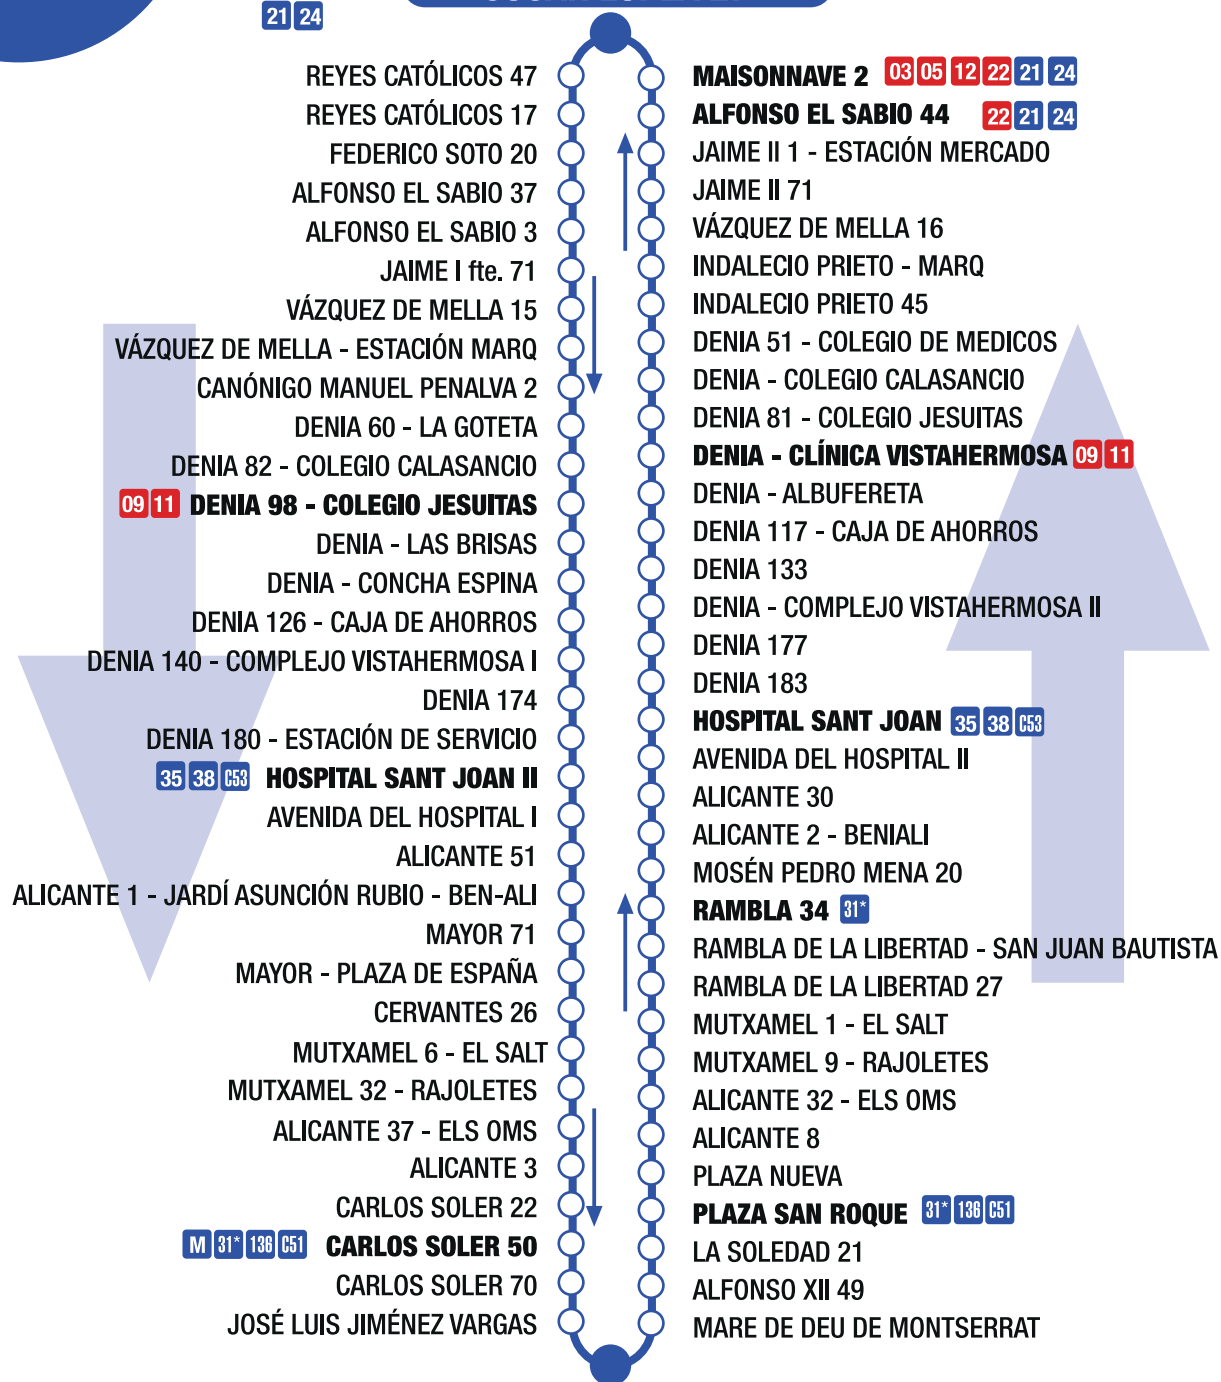 21 24
REYES CATÓLICOS 47
REYES CATÓLICOS 17
FEDERICO SOTO 20
ALFONSO EL SABIO 37
ALFONSO EL SABIO 3
JAIME I fte. 71
VÁZQUEZ DE MELLA 15
VÁZQUEZ DE MELLA - ESTACIÓN MARQ
CANÓNIGO MANUEL PENALVA 2
DENIA 60 - LA GOTETA
DENIA 82 - COLEGIO CALASANCIO
09 11 DENIA 98 - COLEGIO JESUITAS
DENIA - LAS BRISAS
DENIA - CONCHA ESPINA
DENIA 126 - CAJA DE AHORROS
DENIA 140 - COMPLEJO VISTAHERMOSA I
DENIA 174
DENIA 180 - ESTACIÓN DE SERVICIO
35 38 C53 HOSPITAL SANT JOAN II
AVENIDA DEL HOSPITAL I
ALICANTE 51
ALICANTE 1 - JARDÍ ASUNCIÓN RUBIO - BEN-ALI
MAYOR 71
MAYOR - PLAZA DE ESPAÑA
CERVANTES 26
MUTXAMEL 6 - EL SALT
MUTXAMEL 32 - RAJOLETES
ALICANTE 37 - ELS OMS
ALICANTE 3
CARLOS SOLER 22
M 31* 136 C51 CARLOS SOLER 50
CARLOS SOLER 70
JOSÉ LUIS JIMÉNEZ VARGAS
MAISONNAVE 2 03 05 12 22 21 24
ALFONSO EL SABIO 44 22 21 24
JAIME II 1 - ESTACIÓN MERCADO
JAIME II 71
VÁZQUEZ DE MELLA 16
INDALECIO PRIETO - MARQ
INDALECIO PRIETO 45
DENIA 51 - COLEGIO DE MEDICOS
DENIA - COLEGIO CALASANCIO
DENIA 81 - COLEGIO JESUITAS
DENIA - CLÍNICA VISTAHERMOSA 09 11
DENIA - ALBUFERETA
DENIA 117 - CAJA DE AHORROS
DENIA 133
DENIA - COMPLEJO VISTAHERMOSA II
DENIA 177
DENIA 183
HOSPITAL SANT JOAN 35 38 C53
AVENIDA DEL HOSPITAL II
ALICANTE 30
ALICANTE 2 - BENIALI
MOSÉN PEDRO MENA 20
RAMBLA 34 31*
RAMBLA DE LA LIBERTAD - SAN JUAN BAUTISTA
RAMBLA DE LA LIBERTAD 27
MUTXAMEL 1 - EL SALT
MUTXAMEL 9 - RAJOLETES
ALICANTE 32 - ELS OMS
ALICANTE 8
PLAZA NUEVA
PLAZA SAN ROQUE 31* 136 C51
LA SOLEDAD 21
ALFONSO XII 49
MARE DE DEU DE MONTSERRAT